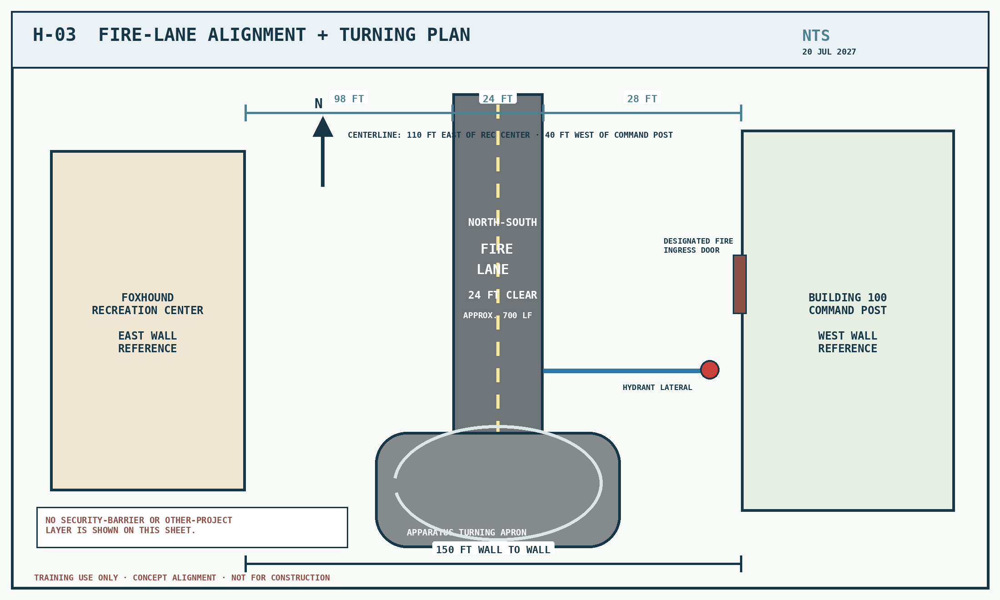 H-03  FIRE-LANE ALIGNMENT + TURNING PLAN
NTS
20 JUL 2027
98 FT
24 FT
28 FT
N
CENTERLINE: 110 FT EAST OF REC CENTER · 40 FT WEST OF COMMAND POST
NORTH-SOUTH
FIRE
LANE
24 FT CLEAR
APPROX. 700 LF
DESIGNATED FIRE
INGRESS DOOR
FOXHOUND
RECREATION CENTER
EAST WALL
REFERENCE
BUILDING 100
COMMAND POST
WEST WALL
REFERENCE
HYDRANT LATERAL
NO SECURITY-BARRIER OR OTHER-PROJECT
LAYER IS SHOWN ON THIS SHEET.
APPARATUS TURNING APRON
150 FT WALL TO WALL
TRAINING USE ONLY · CONCEPT ALIGNMENT · NOT FOR CONSTRUCTION